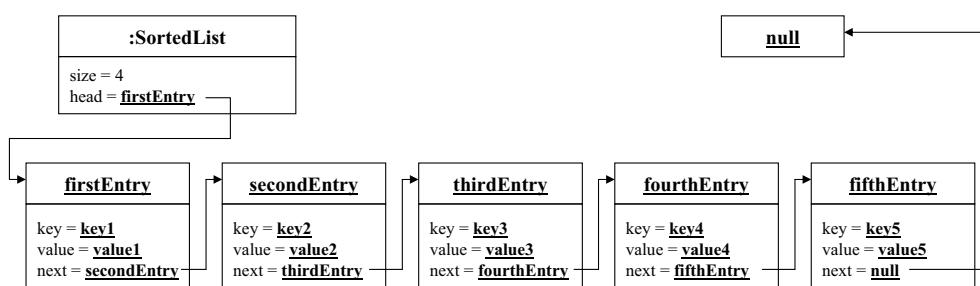 :SortedList
size = 4
head = firstEntry
null
firstEntry
key = key1
value = value1
next = secondEntry
secondEntry
key = key2
value = value2
next = thirdEntry
thirdEntry
key = key3
value = value3
next = fourthEntry
fourthEntry
key = key4
value = value4
next = fifthEntry
fifthEntry
key = key5
value = value5
next = null